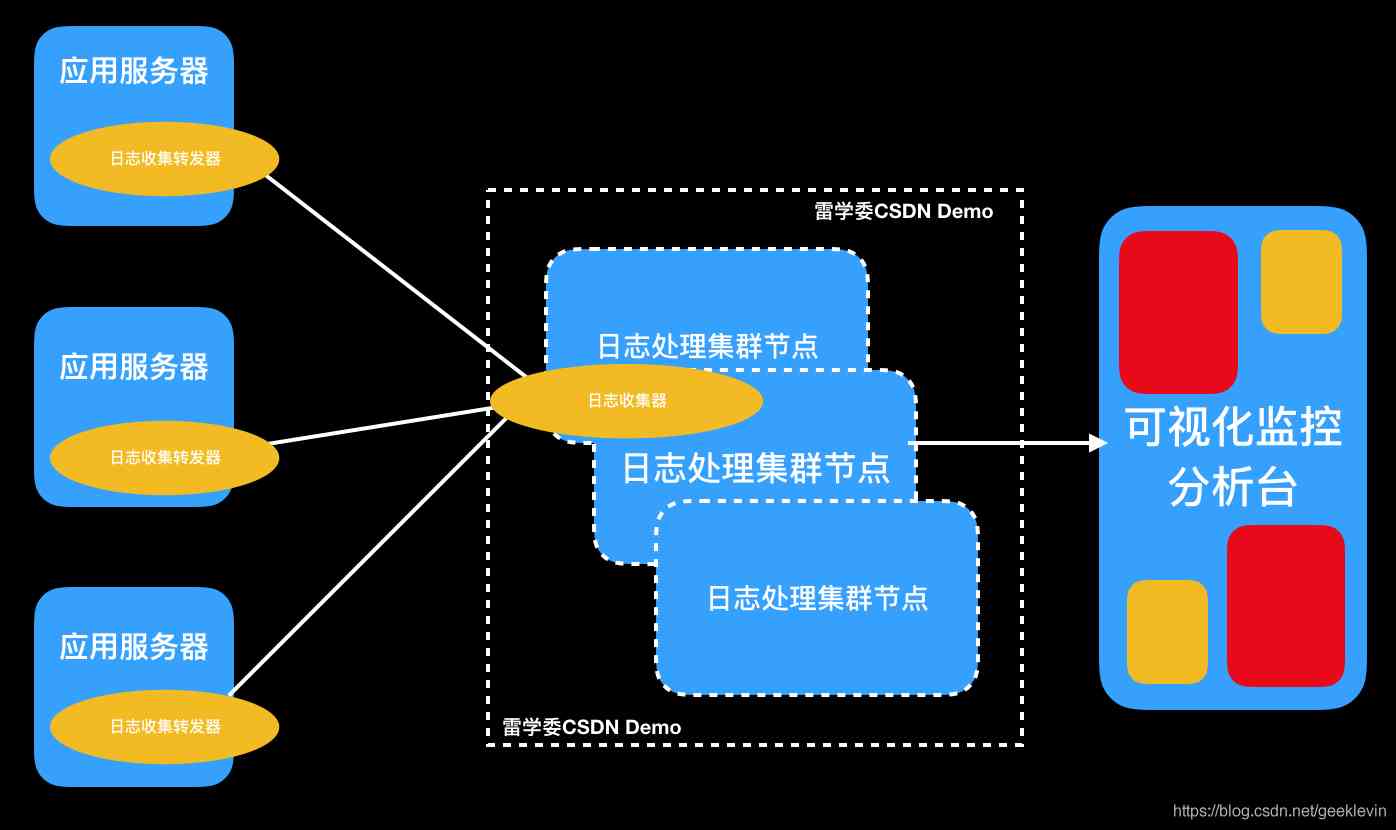 应用服务器
日志收集转发器
应用服务器
日志收集转发器
应用服务器
日志收集转发器
雷学委CSDN Demo
日志处理集群节点
日志收集器
日志处理集群节点
日志处理集群节点
雷学委CSDN Demo
可视化监控
分析台
https://blog.csdn.net/geeklevin